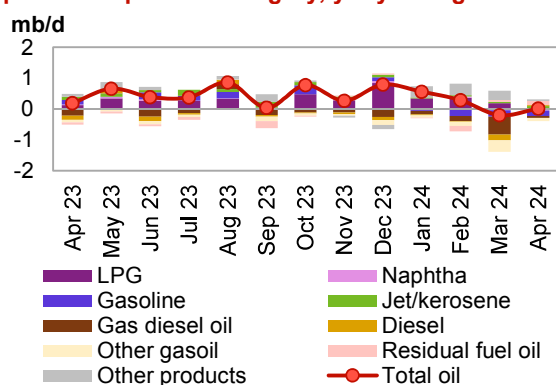 mb/d
2
1
0
-1
-2
Apr 23
May 23
Jun 23
Jul 23
Aug 23
Sep 23
Oct 23
Nov 23
Dec 23
Jan 24
Feb 24
Mar 24
Apr 24
LPG
Naphtha
Gasoline
Jet/kerosene
Gas diesel oil
Diesel
Other gasoil
Residual fuel oil
Other products
Total oil